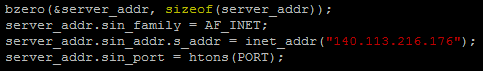 bzero(&server_addr, sizeof(server_addr));
server_addr.sin_family = AF_INET;
server_addr.sin_addr.s_addr = inet_addr("140.113.216.176");
server_addr.sin_port = htons(PORT);